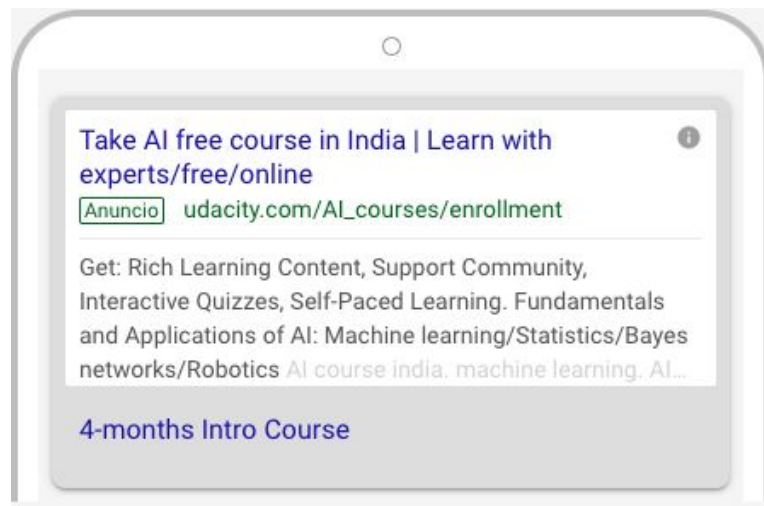 Take AI free course in India | Learn with
experts/free/online
Anuncio udacity.com/AI_courses/enrollment
Get: Rich Learning Content, Support Community,
Interactive Quizzes, Self-Paced Learning. Fundamentals
and Applications of AI: Machine learning/Statistics/Bayes
networks/Robotics AI course india. machine learning. AI...
4-months Intro Course